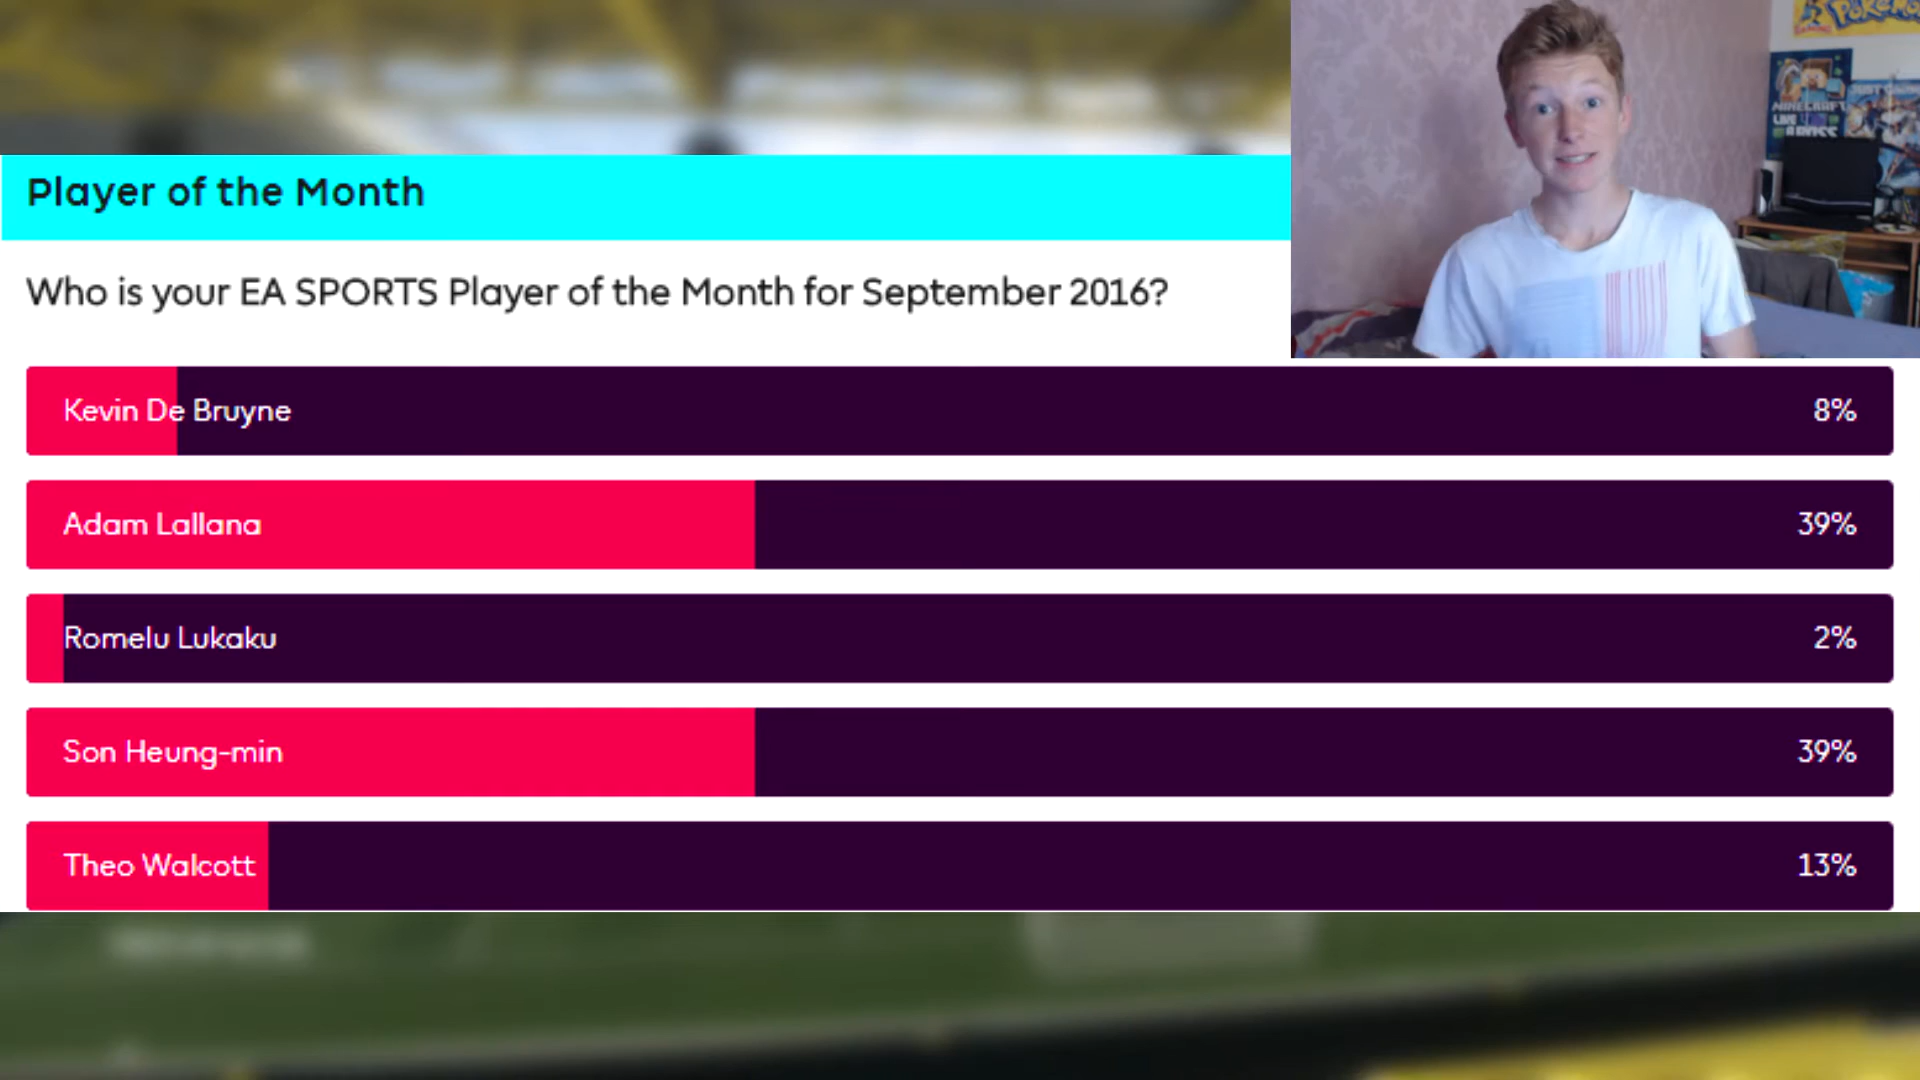 Player of the Month
Who is your EA SPORTS Player of the Month for September 2016?
Kevin De Bruyne 8%
Adam Lallana 39%
Romelu Lukaku 2%
Son Heung-min 39%
Theo Walcott 13%
MINECRAFT